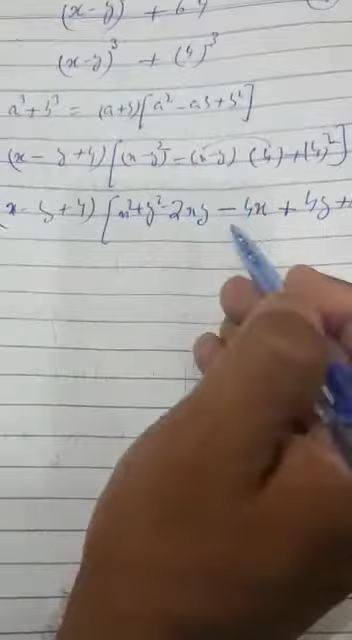 (x-y) + 64
(x-y)³ + (4)³
a³+b³ = (a+b)[a²-ab+b²]
(x-y+4)[(x-y)²-(x-y)(4)+(4)²]
(x-y+4)[x²+y²-2xy-4x+4y+